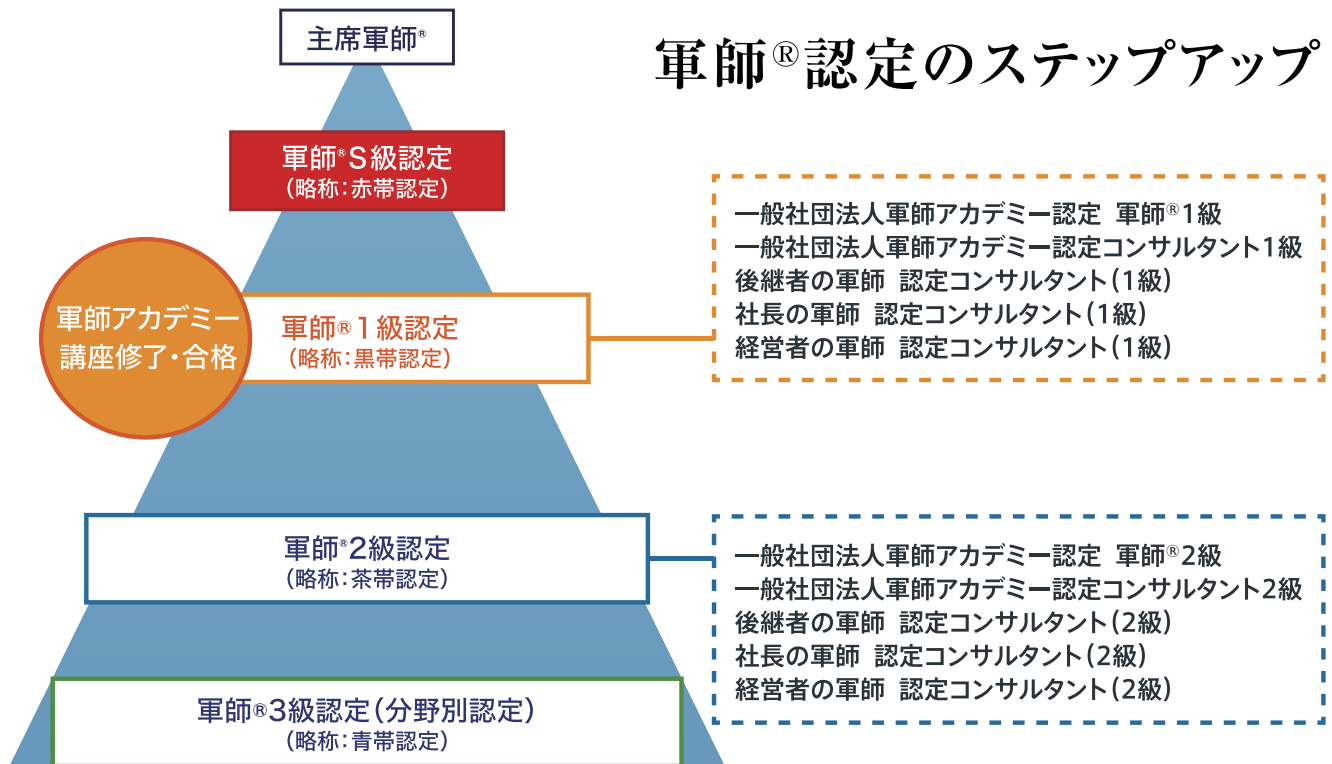 主席軍師®
軍師®認定のステップアップ
軍師®S級認定
(略称:赤帯認定)
軍師アカデミー
講座修了・合格
軍師®1級認定
(略称:黒帯認定)
一般社団法人軍師アカデミー認定 軍師®1級
一般社団法人軍師アカデミー認定コンサルタント1級
後継者の軍師 認定コンサルタント(1級)
社長の軍師 認定コンサルタント(1級)
経営者の軍師 認定コンサルタント(1級)
軍師®2級認定
(略称:茶帯認定)
一般社団法人軍師アカデミー認定 軍師®2級
一般社団法人軍師アカデミー認定コンサルタント2級
後継者の軍師 認定コンサルタント(2級)
社長の軍師 認定コンサルタント(2級)
経営者の軍師 認定コンサルタント(2級)
軍師®3級認定(分野別認定)
(略称:青帯認定)